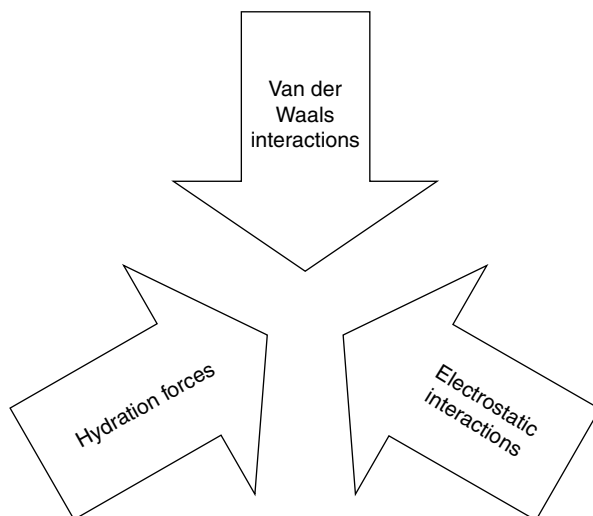 Van der
Waals
interactions
Hydration forces
Electrostatic
interactions